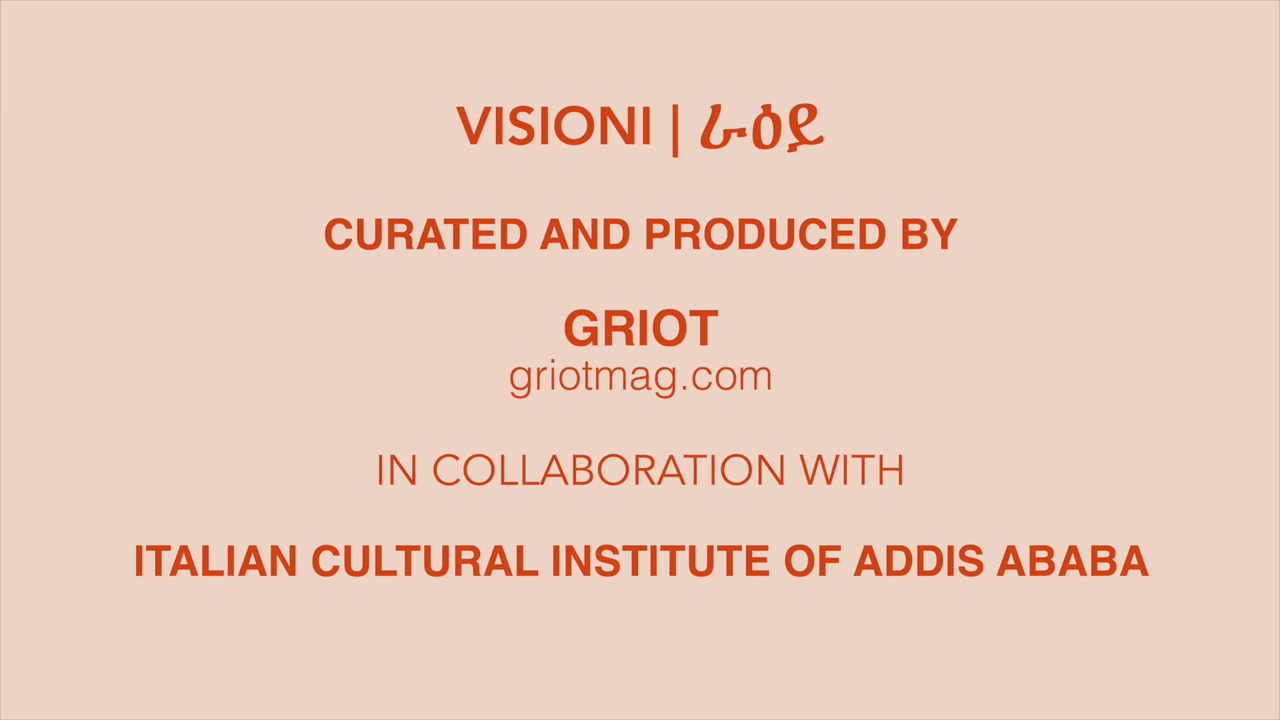 VISIONI | ራዕይ
CURATED AND PRODUCED BY
GRIOT
griotmag.com
IN COLLABORATION WITH
ITALIAN CULTURAL INSTITUTE OF ADDIS ABABA